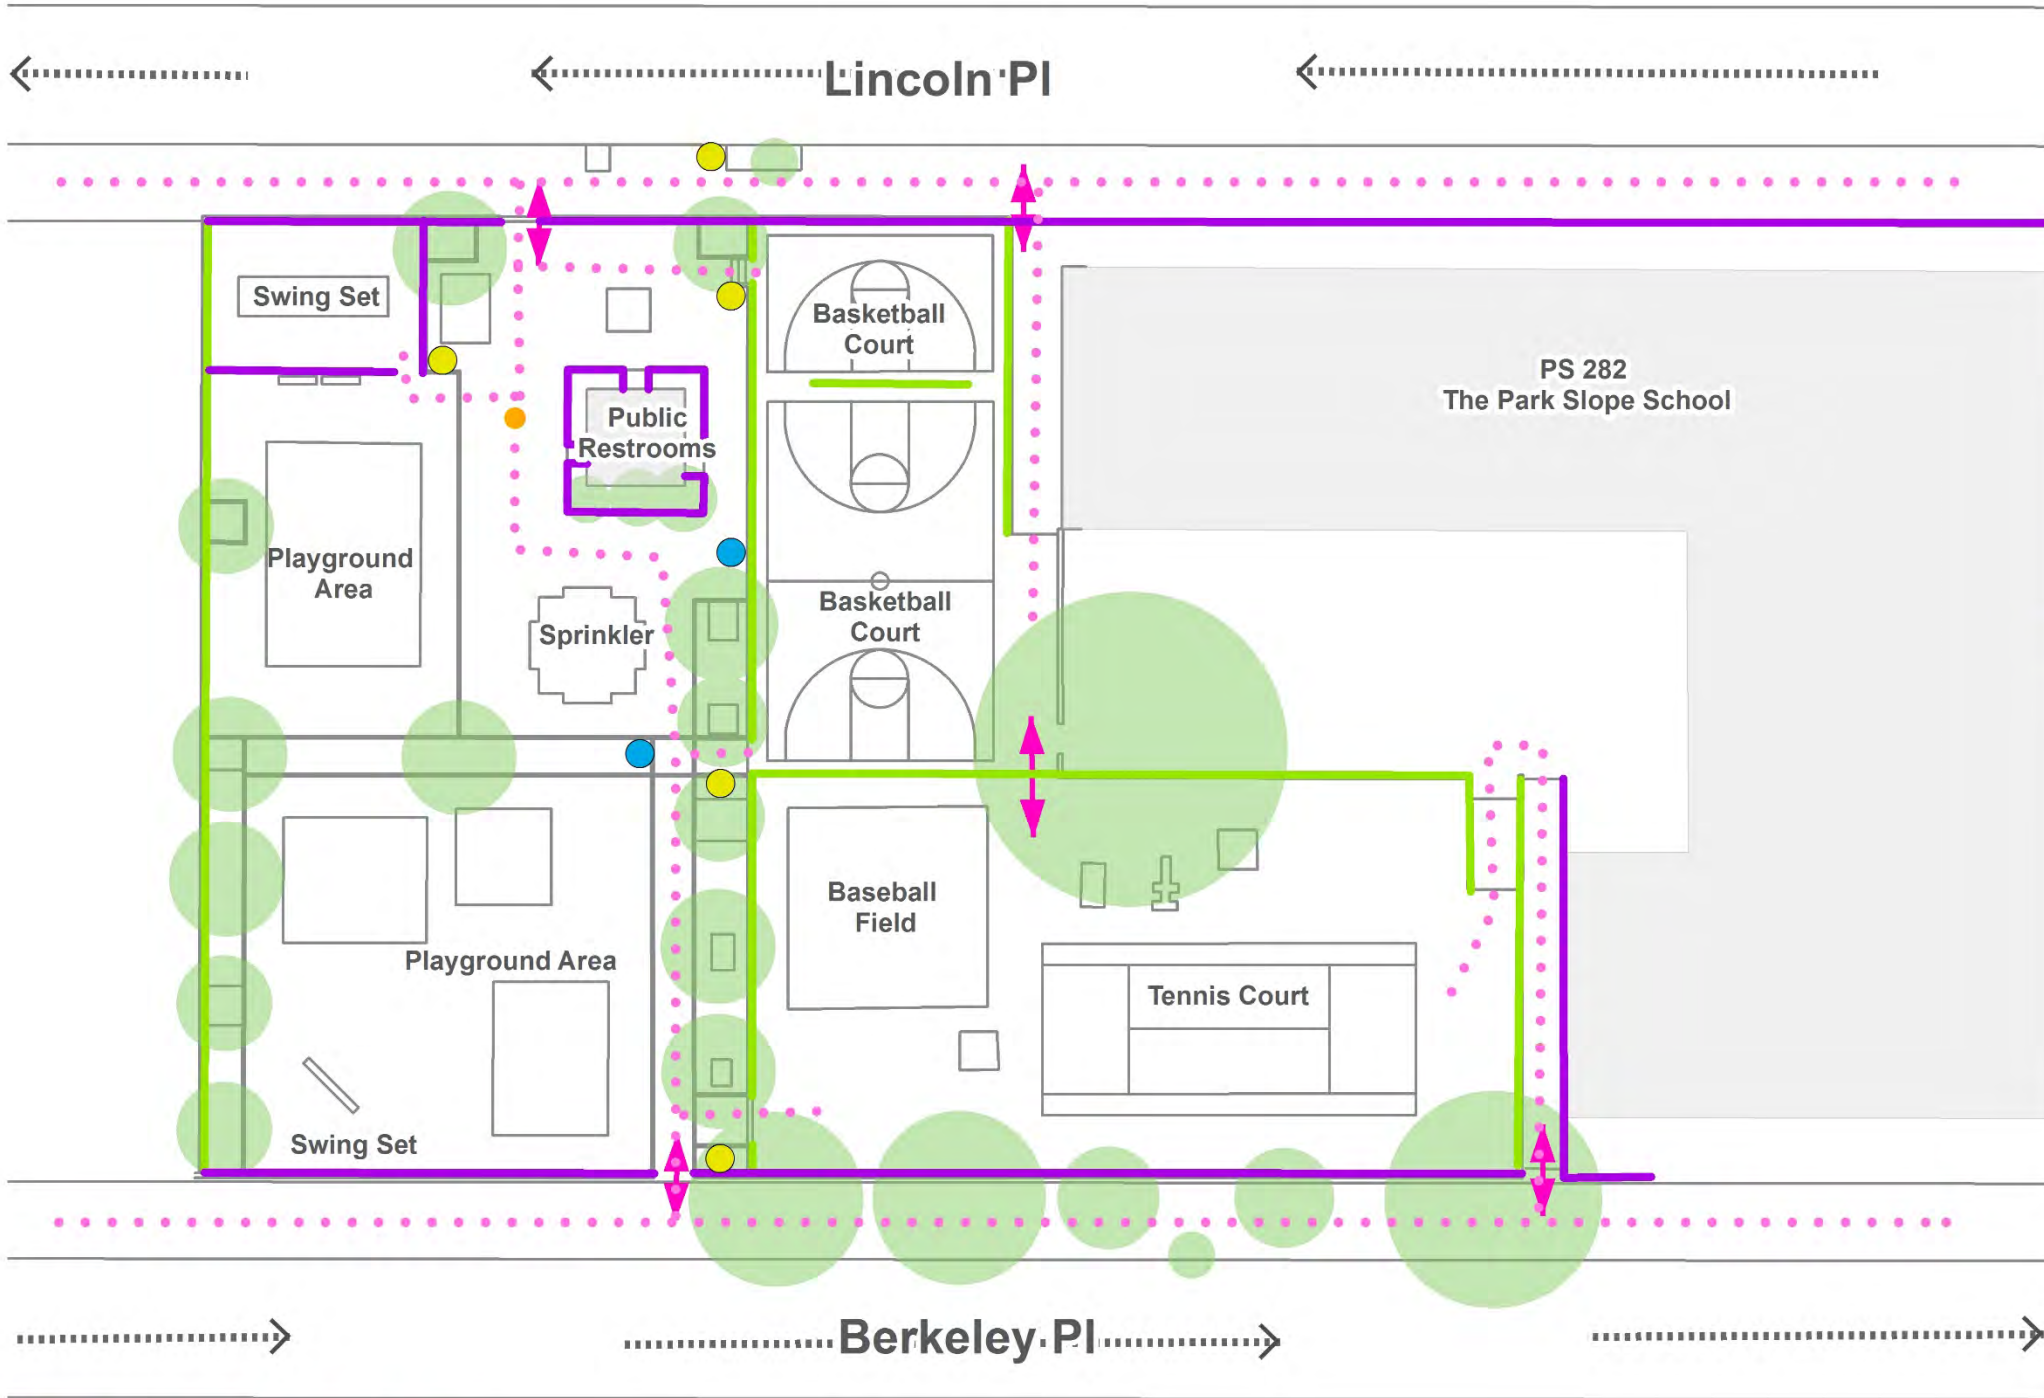 Lincoln Pl
Swing Set
Basketball
Court
PS 282
The Park Slope School
Public
Restrooms
Playground
Area
Basketball
Court
Sprinkler
Baseball
Field
Playground Area
Tennis Court
Swing Set
Berkeley Pl